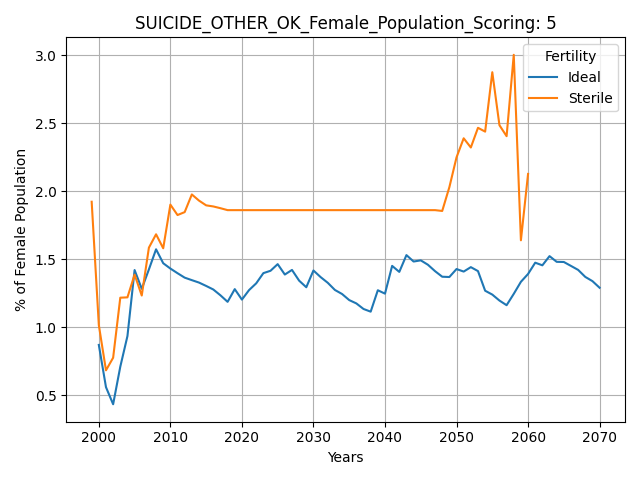 SUICIDE_OTHER_OK_Female_Population_Scoring: 5
Fertility
Ideal
Sterile
% of Female Population
3.0
2.5
2.0
1.5
1.0
0.5
2000 2010 2020 2030 2040 2050 2060 2070
Years